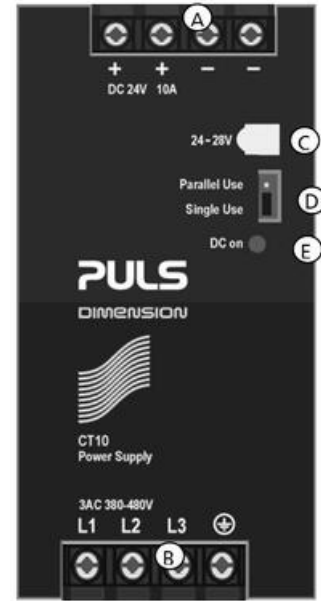 A
+ + − −
DC 24V 10A
24–28V
C
Parallel Use
D
Single Use
DC on
E
PULS
DIMENSION
CT10
Power Supply
3AC 380-480V
L1 L2 L3
B